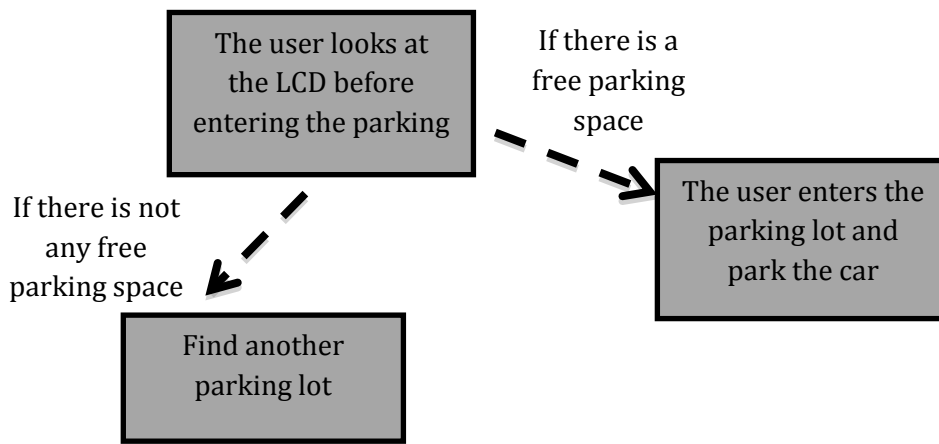 The user looks at
the LCD before
entering the parking
If there is a
free parking
space
The user enters the
parking lot and
park the car
If there is not
any free
parking space
Find another
parking lot